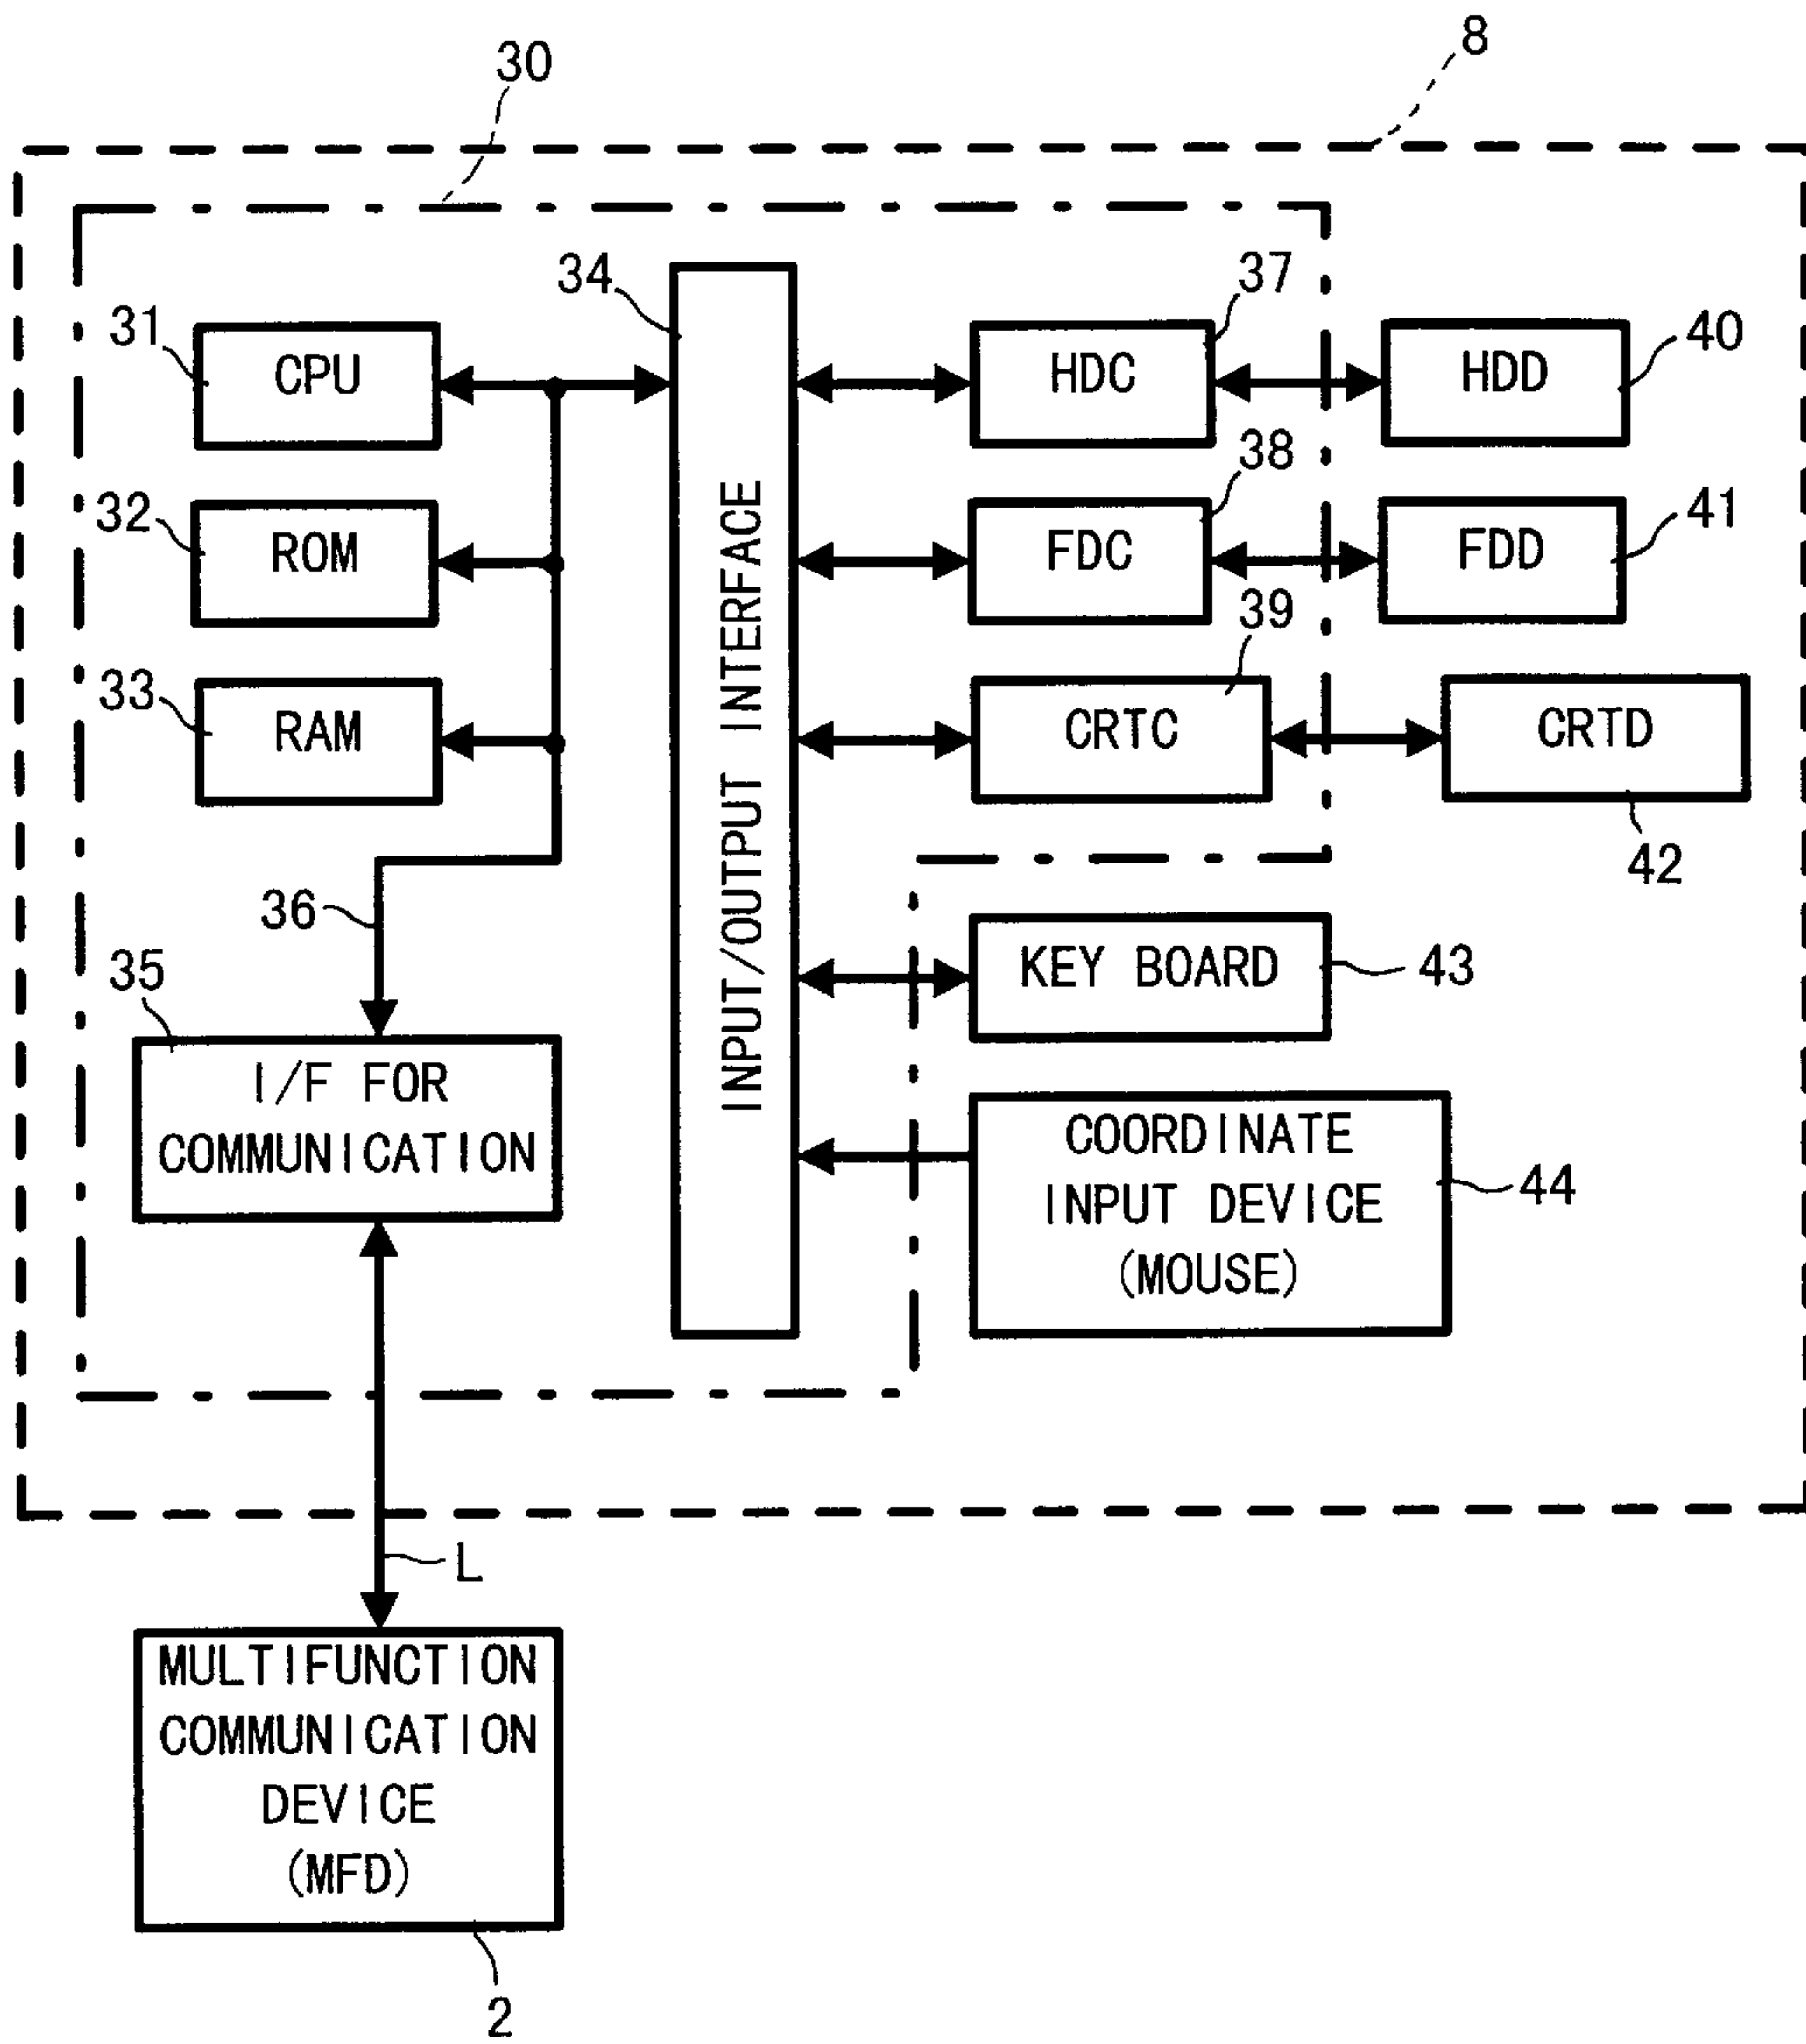 8
30
34
37
31
CPU
HDC
HDD
40
38
32
ROM
FDC
FDD
41
39
33
RAM
CRTC
CRTD
42
INPUT/OUTPUT INTERFACE
36
35
KEY BOARD
43
I/F FOR
COMMUNICATION
COORDINATE
INPUT DEVICE
(MOUSE)
44
L
MULTIFUNCTION
COMMUNICATION
DEVICE
(MFD)
2